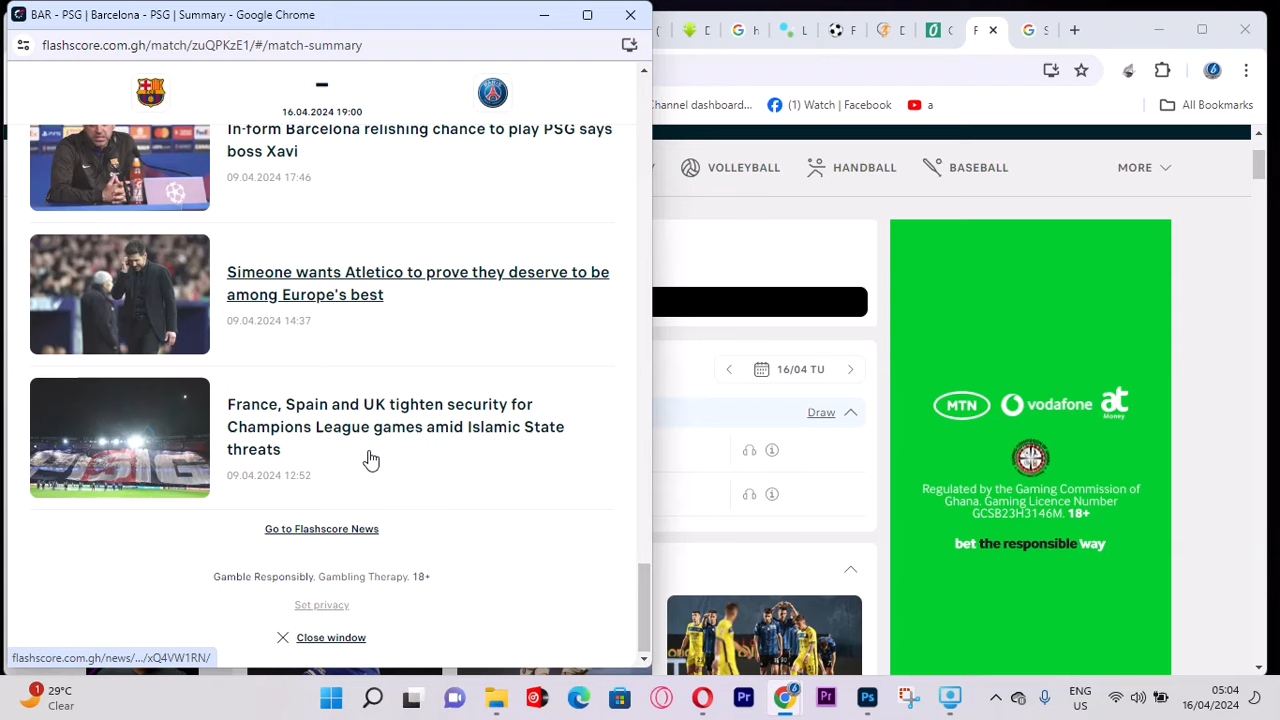 BAR - PSG | Barcelona - PSG | Summary - Google Chrome
flashscore.com.gh/match/zuQPKzE1/#/match-summary
16.04.2024 19:00
In-form Barcelona relishing chance to play PSG says
boss Xavi
09.04.2024 17:46
Simeone wants Atletico to prove they deserve to be
among Europe's best
09.04.2024 14:37
France, Spain and UK tighten security for
Champions League games amid Islamic State
threats
09.04.2024 12:52
Go to Flashscore News
Gamble Responsibly. Gambling Therapy. 18+
Set privacy
Close window
flashscore.com.gh/news/.../xQ4VW1RN/
Channel dashboard...
(1) Watch | Facebook
a
All Bookmarks
VOLLEYBALL
HANDBALL
BASEBALL
MORE
16/04 TU
Draw
MTN
vodafone
at
Money
Regulated by the Gaming Commission of
Ghana. Gaming Licence Number
GCSB23H3146M. 18+
bet the responsible way
1
29°C
Clear
Pr
Pr
Ps
ENG
US
05:04
16/04/2024